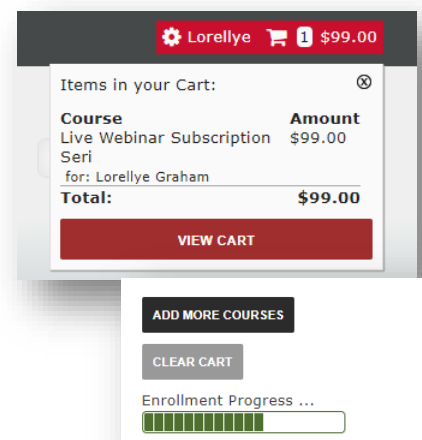 Lorellye 1 $99.00
Items in your Cart:
Course Amount
Live Webinar Subscription $99.00
Seri
for: Lorellye Graham
Total: $99.00
VIEW CART
ADD MORE COURSES
CLEAR CART
Enrollment Progress ...